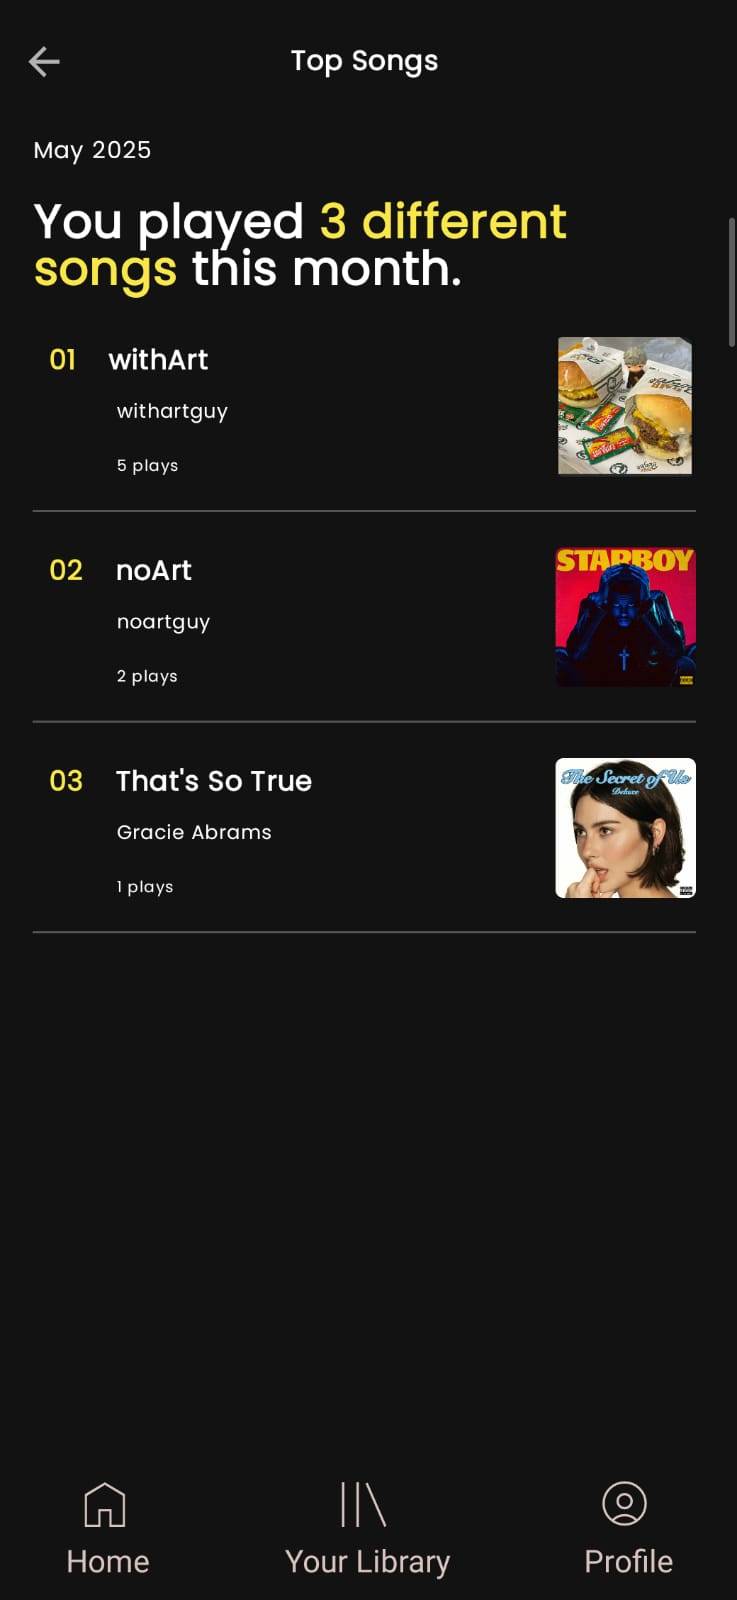 Top Songs
May 2025
You played 3 different
songs this month.
01 withArt
withartguy
5 plays
02 noArt
noartguy
2 plays
STARBOY
03 That's So True
Gracie Abrams
1 plays
The Secret of Us
Deluxe
Home
Your Library
Profile